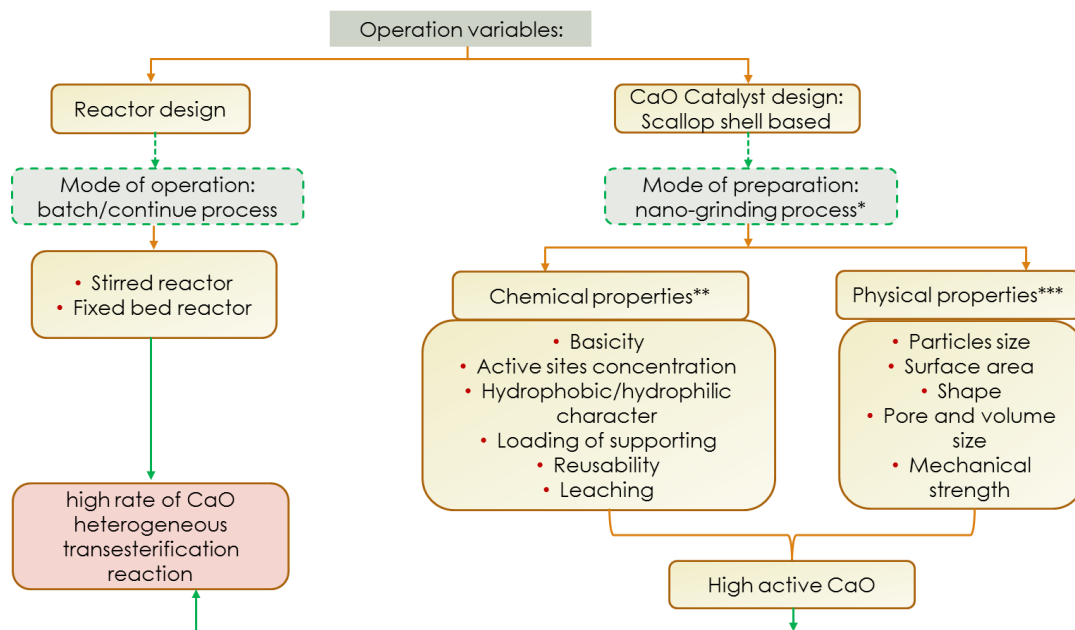 Operation variables:
Reactor design
CaO Catalyst design:
Scallop shell based
Mode of operation:
batch/continue process
Mode of preparation:
nano-grinding process*
• Stirred reactor
• Fixed bed reactor
Chemical properties**
Physical properties***
• Basicity
• Active sites concentration
• Hydrophobic/hydrophilic
character
• Loading of supporting
• Reusability
• Leaching
• Particles size
• Surface area
• Shape
• Pore and volume
size
• Mechanical
strength
high rate of CaO
heterogeneous
transesterification
reaction
High active CaO